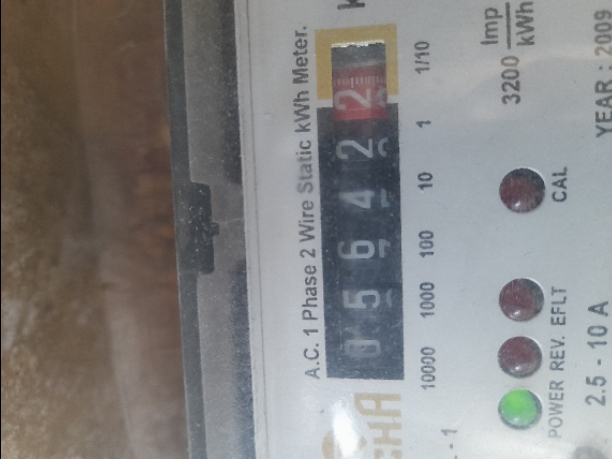 A.C. 1 Phase 2 Wire Static kWh Meter.
0 5 6 4 2 2
10000 1000 100 10 1 1/10
3200 Imp
kWh
POWER REV. EFLT CAL
2.5 - 10 A YEAR : 2009